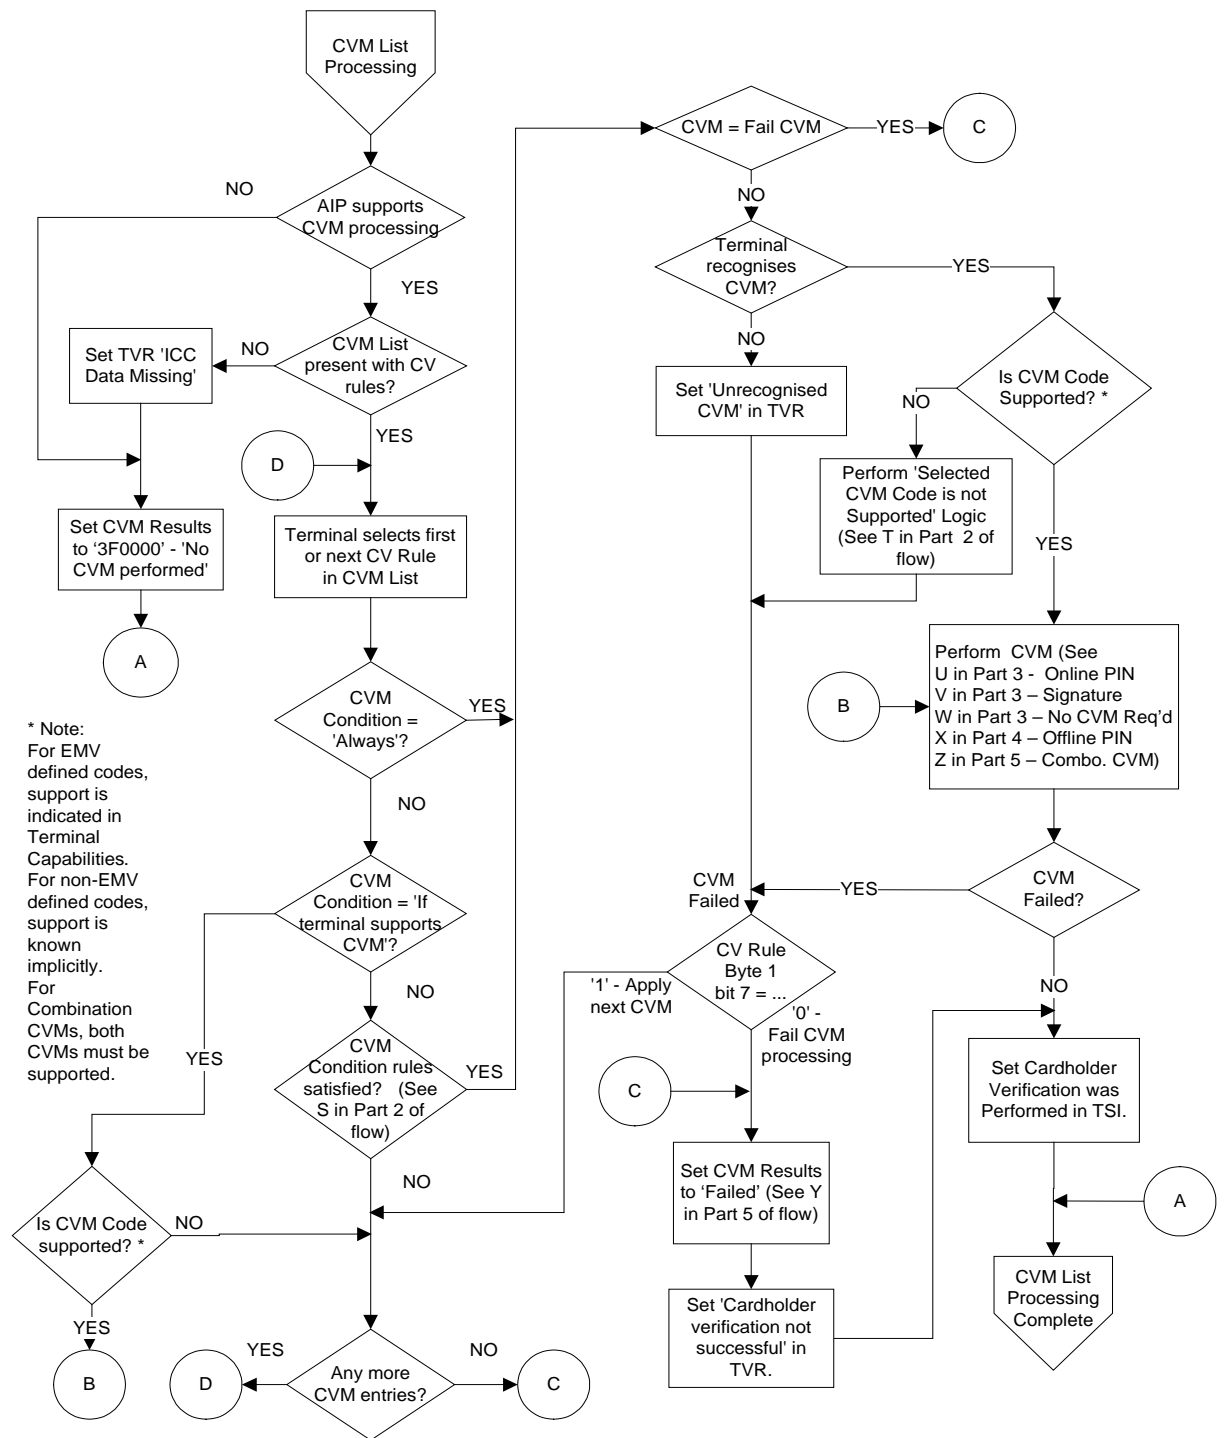 CVM List
Processing
NO
AIP supports
CVM processing
YES
CVM List
present with CV
rules?
NO
Set TVR 'ICC
Data Missing'
YES
D
Set CVM Results
to ‘3F0000’ - 'No
CVM performed'
A
Terminal selects first
or next CV Rule
in CVM List
CVM
Condition =
'Always'?
YES
NO
* Note:
For EMV
defined codes,
support is
indicated in
Terminal
Capabilities.
For non-EMV
defined codes,
support is
known
implicitly.
For
Combination
CVMs, both
CVMs must be
supported.
CVM
Condition = 'If
terminal supports
CVM'?
YES
NO
CVM
Condition rules
satisfied? (See
S in Part 2 of
flow)
YES
NO
Is CVM Code
supported? *
NO
YES
B
Any more
CVM entries?
YES
D
NO
C
CVM = Fail CVM
YES
C
NO
Terminal
recognises
CVM?
YES
NO
Set 'Unrecognised
CVM' in TVR
Is CVM Code
Supported? *
NO
Perform 'Selected
CVM Code is not
Supported' Logic
(See T in Part 2 of
flow)
YES
B
Perform CVM (See
U in Part 3 - Online PIN
V in Part 3 – Signature
W in Part 3 – No CVM Req'd
X in Part 4 – Offline PIN
Z in Part 5 – Combo. CVM)
CVM
Failed?
YES
CVM
Failed
NO
CV Rule
Byte 1
bit 7 = ...
'1' - Apply
next CVM
'0' -
Fail CVM
processing
C
Set CVM Results
to ‘Failed’ (See Y
in Part 5 of flow)
Set 'Cardholder
verification not
successful' in
TVR.
Set Cardholder
Verification was
Performed in TSI.
A
CVM List
Processing
Complete